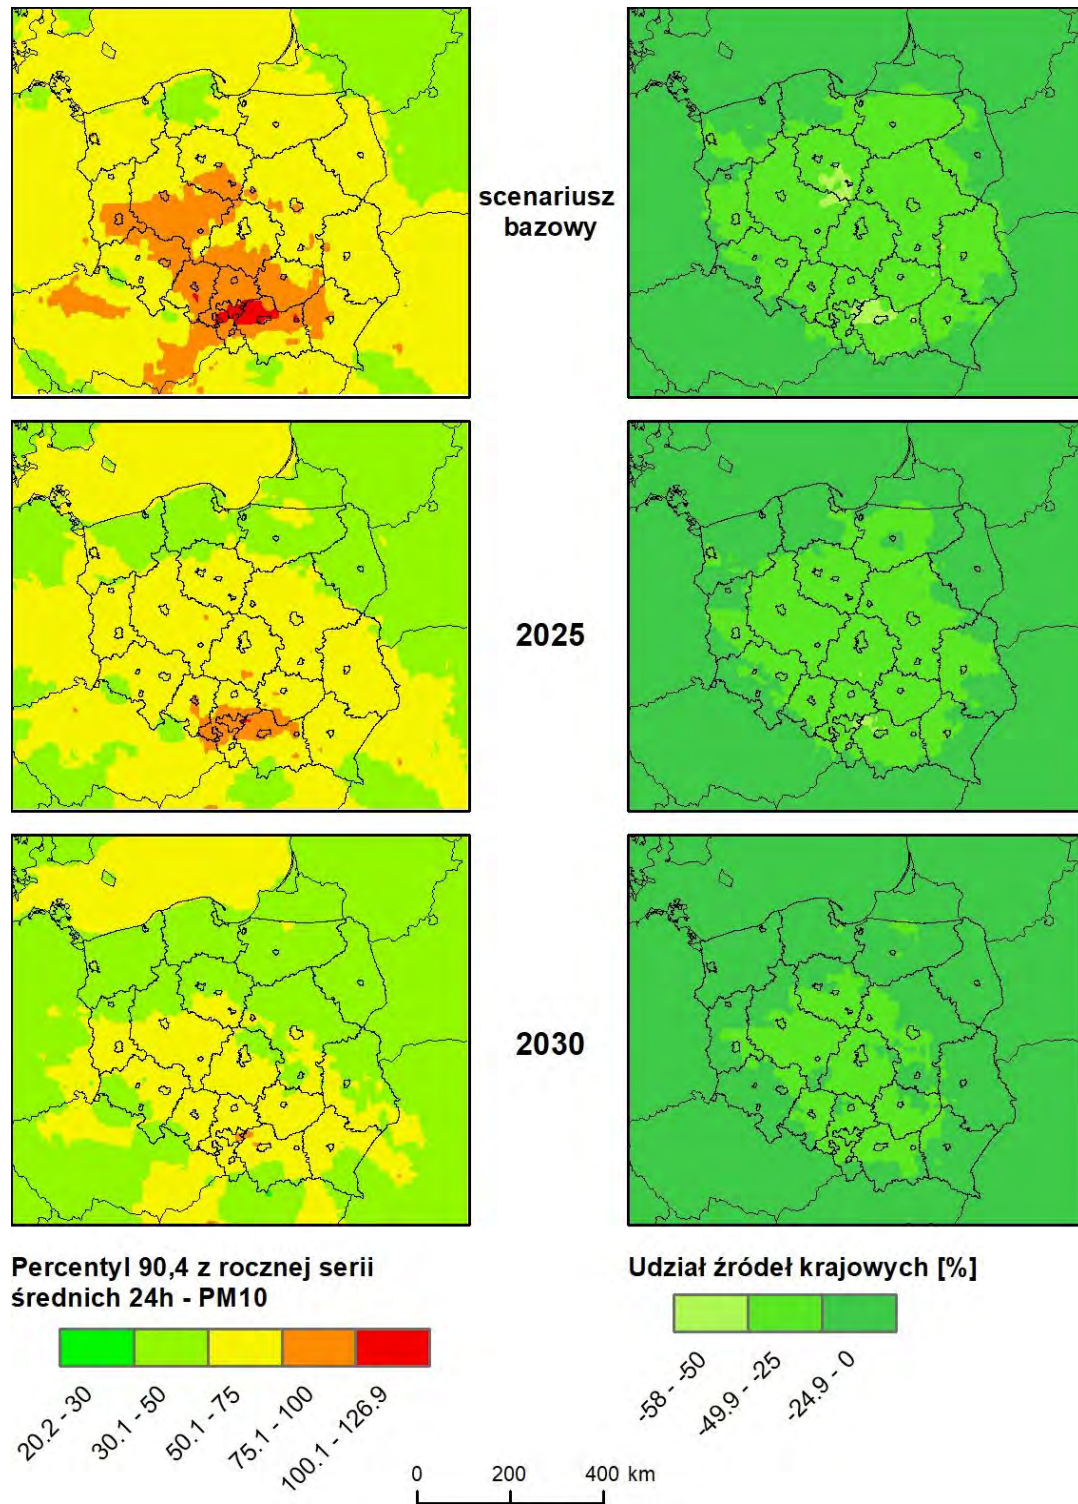 scenariusz
bazowy
2025
2030
Percentyl 90,4 z rocznej serii
średnich 24h - PM10
20.2 - 30
30.1 - 50
50.1 - 75
75.1 - 100
100.1 - 126.9
Udział źródeł krajowych [%]
-58 - -50
-49.9 - -25
-24.9 - 0
0 200 400 km